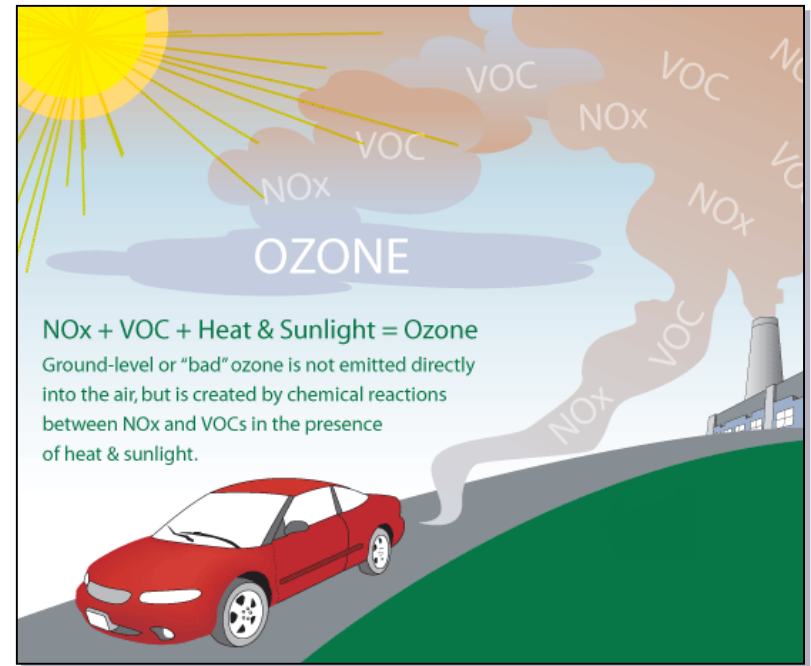 VOC
VOC
NOx
NOx
VOC
NOx
VOC
NOx
OZONE
VOC
NOx
NOx + VOC + Heat & Sunlight = Ozone
Ground-level or “bad” ozone is not emitted directly
into the air, but is created by chemical reactions
between NOx and VOCs in the presence
of heat & sunlight.